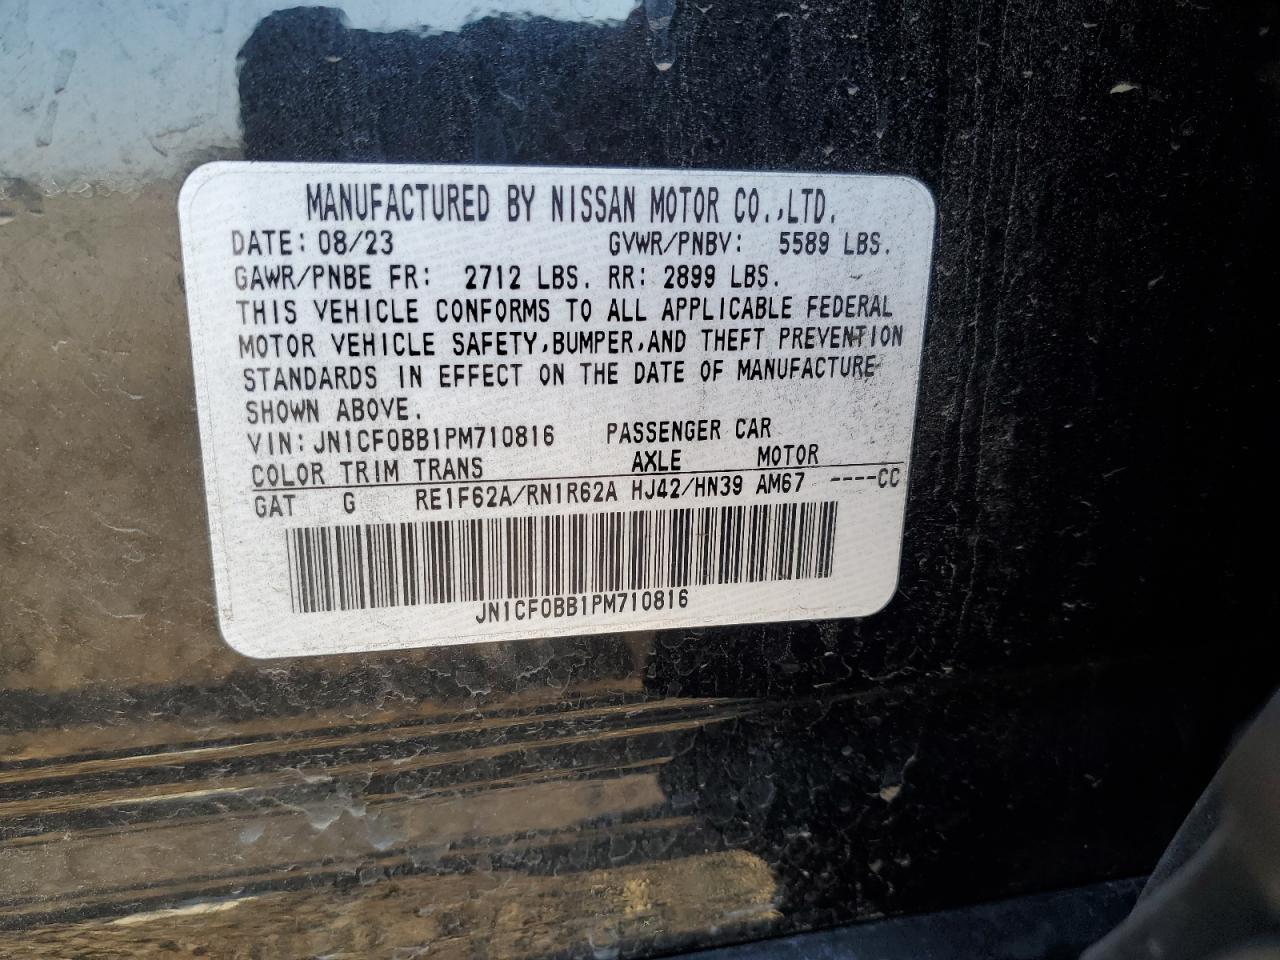 MANUFACTURED BY NISSAN MOTOR CO.,LTD.
DATE: 08/23 GVWR/PNBV: 5589 LBS.
GAWR/PNBE FR: 2712 LBS. RR: 2899 LBS.
THIS VEHICLE CONFORMS TO ALL APPLICABLE FEDERAL
MOTOR VEHICLE SAFETY,BUMPER,AND THEFT PREVENTION
STANDARDS IN EFFECT ON THE DATE OF MANUFACTURE
SHOWN ABOVE.
VIN: JN1CF0BB1PM710816 PASSENGER CAR
COLOR TRIM TRANS AXLE MOTOR
GAT G RE1F62A/RN1R62A HJ42/HN39 AM67 ----CC
JN1CF0BB1PM710816